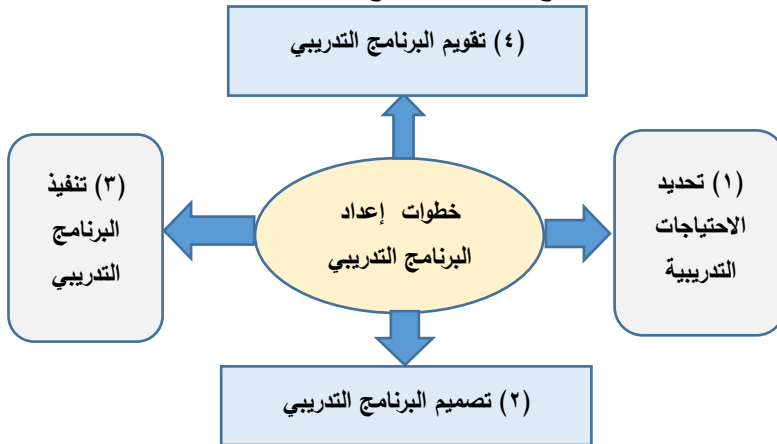 (٤) تقويم البرنامج التدريبي
(١) تحديد
الاحتياجات
التدريبية
خطوات إعداد
البرنامج التدريبي
(٣) تنفيذ
البرنامج
التدريبي
(٢) تصميم البرنامج التدريبي